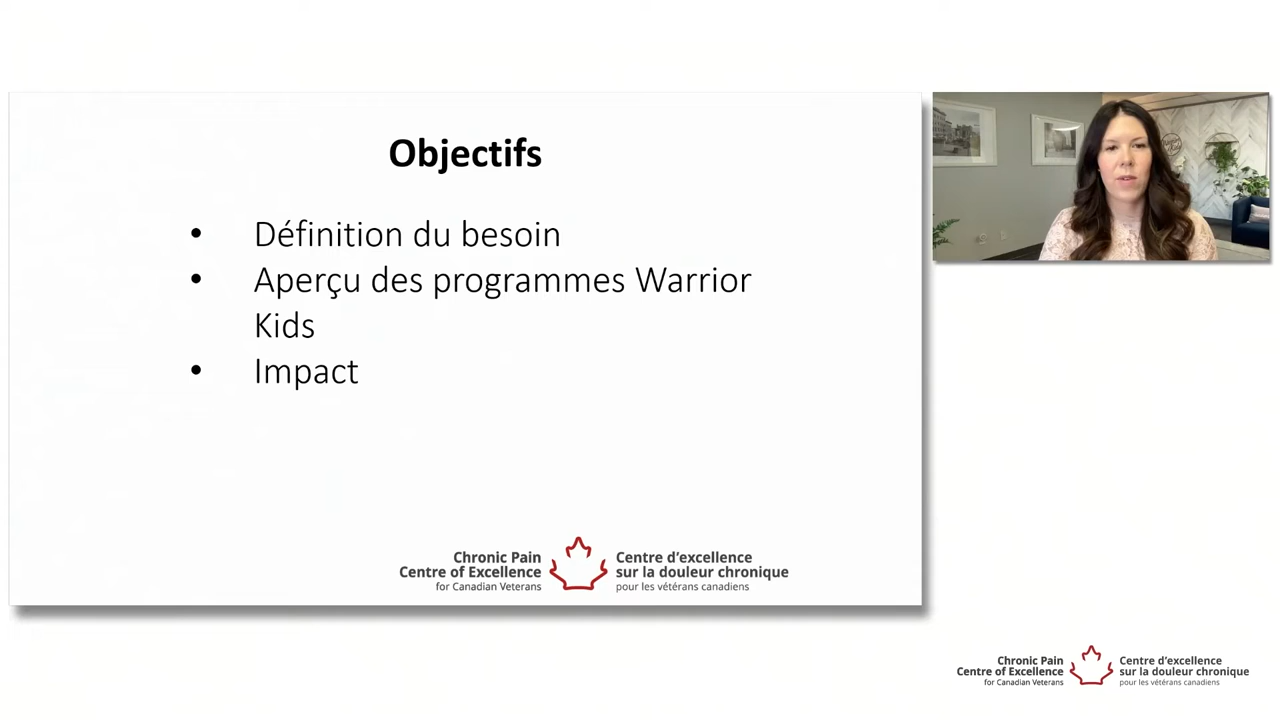 Objectifs
• Définition du besoin
• Aperçu des programmes Warrior
Kids
• Impact
Chronic Pain
Centre of Excellence
for Canadian Veterans
Centre d'excellence
sur la douleur chronique
pour les vétérans canadiens
Chronic Pain
Centre of Excellence
for Canadian Veterans
Centre d'excellence
sur la douleur chronique
pour les vétérans canadiens